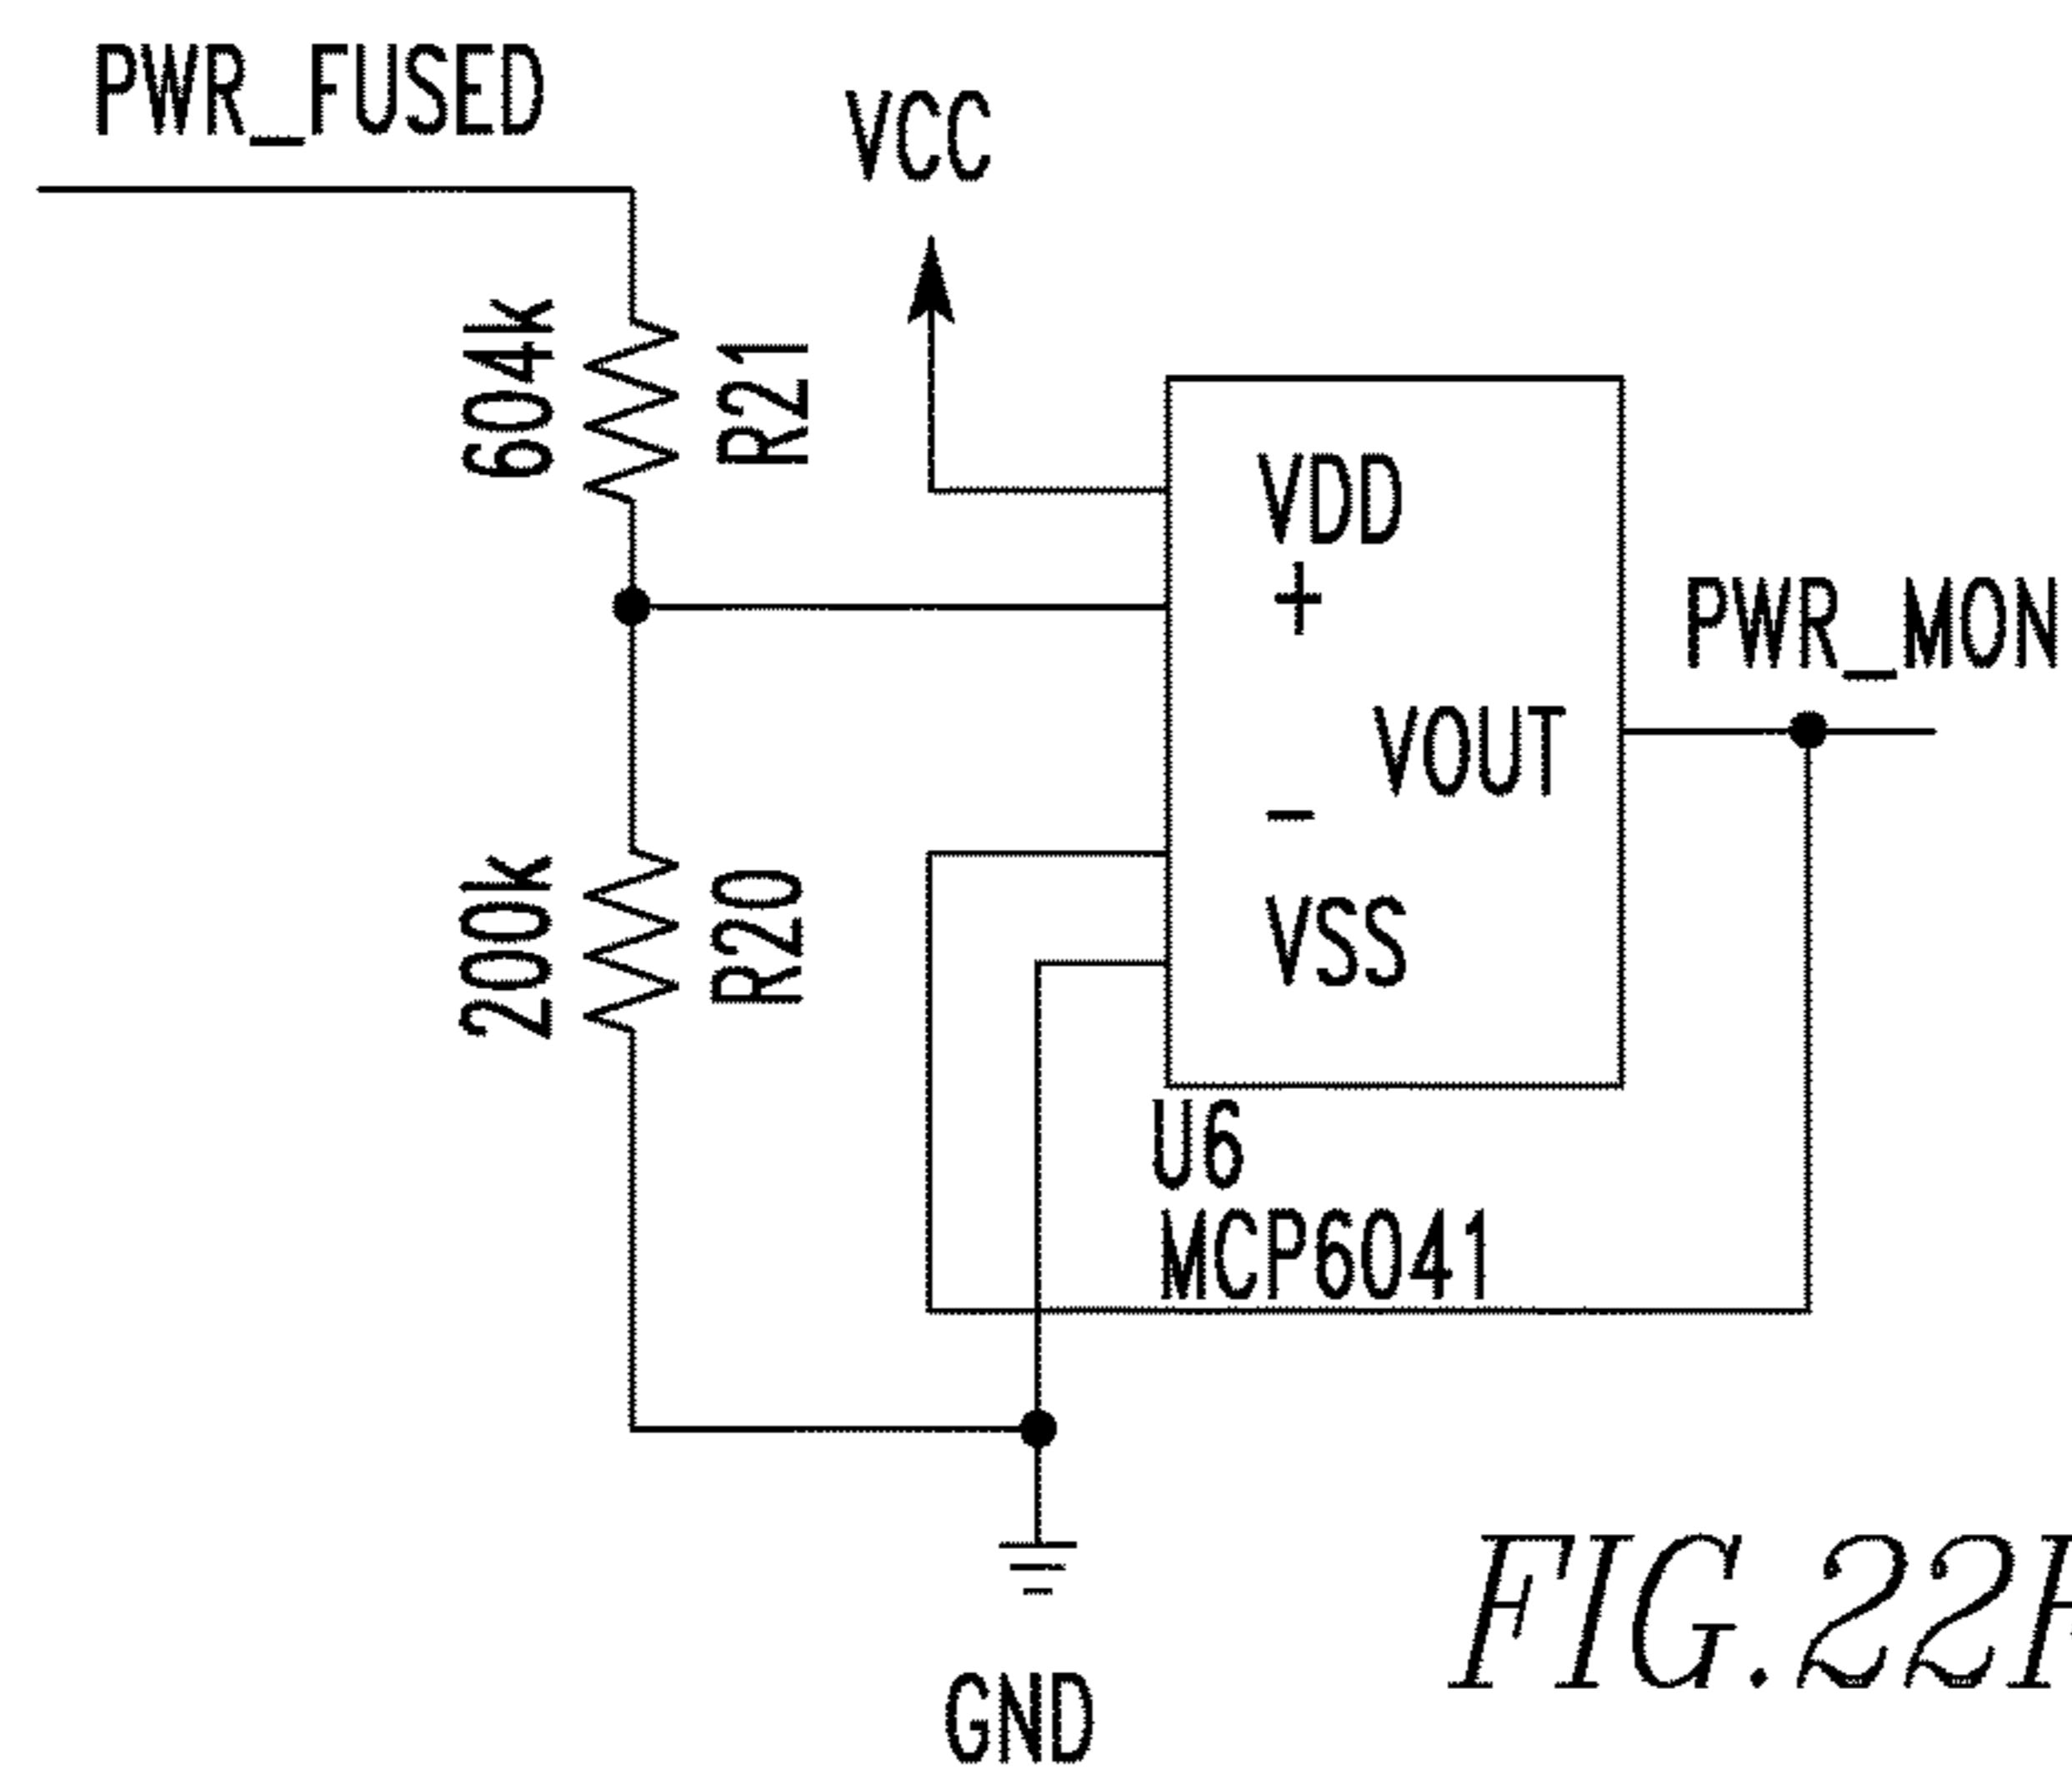 PWR_FUSED
VCC
604k
R21
VDD
+
PWR_MON
VOUT
-
200k
R20
VSS
U6
MCP6041
GND